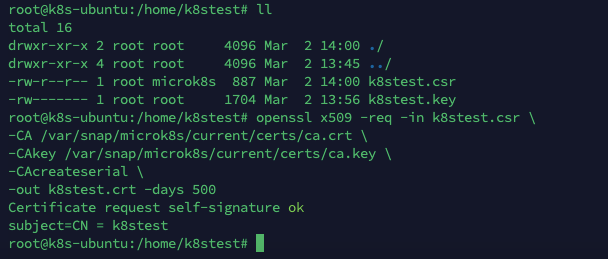 root@k8s-ubuntu:/home/k8stest# ll
total 16
drwxr-xr-x 2 root root     4096 Mar  2 14:00 ./
drwxr-xr-x 4 root root     4096 Mar  2 13:45 ../
-rw-r--r-- 1 root microk8s  887 Mar  2 14:00 k8stest.csr
-rw------- 1 root root     1704 Mar  2 13:56 k8stest.key
root@k8s-ubuntu:/home/k8stest# openssl x509 -req -in k8stest.csr \
-CA /var/snap/microk8s/current/certs/ca.crt \
-CAkey /var/snap/microk8s/current/certs/ca.key \
-CAcreateserial \
-out k8stest.crt -days 500
Certificate request self-signature ok
subject=CN = k8stest
root@k8s-ubuntu:/home/k8stest#